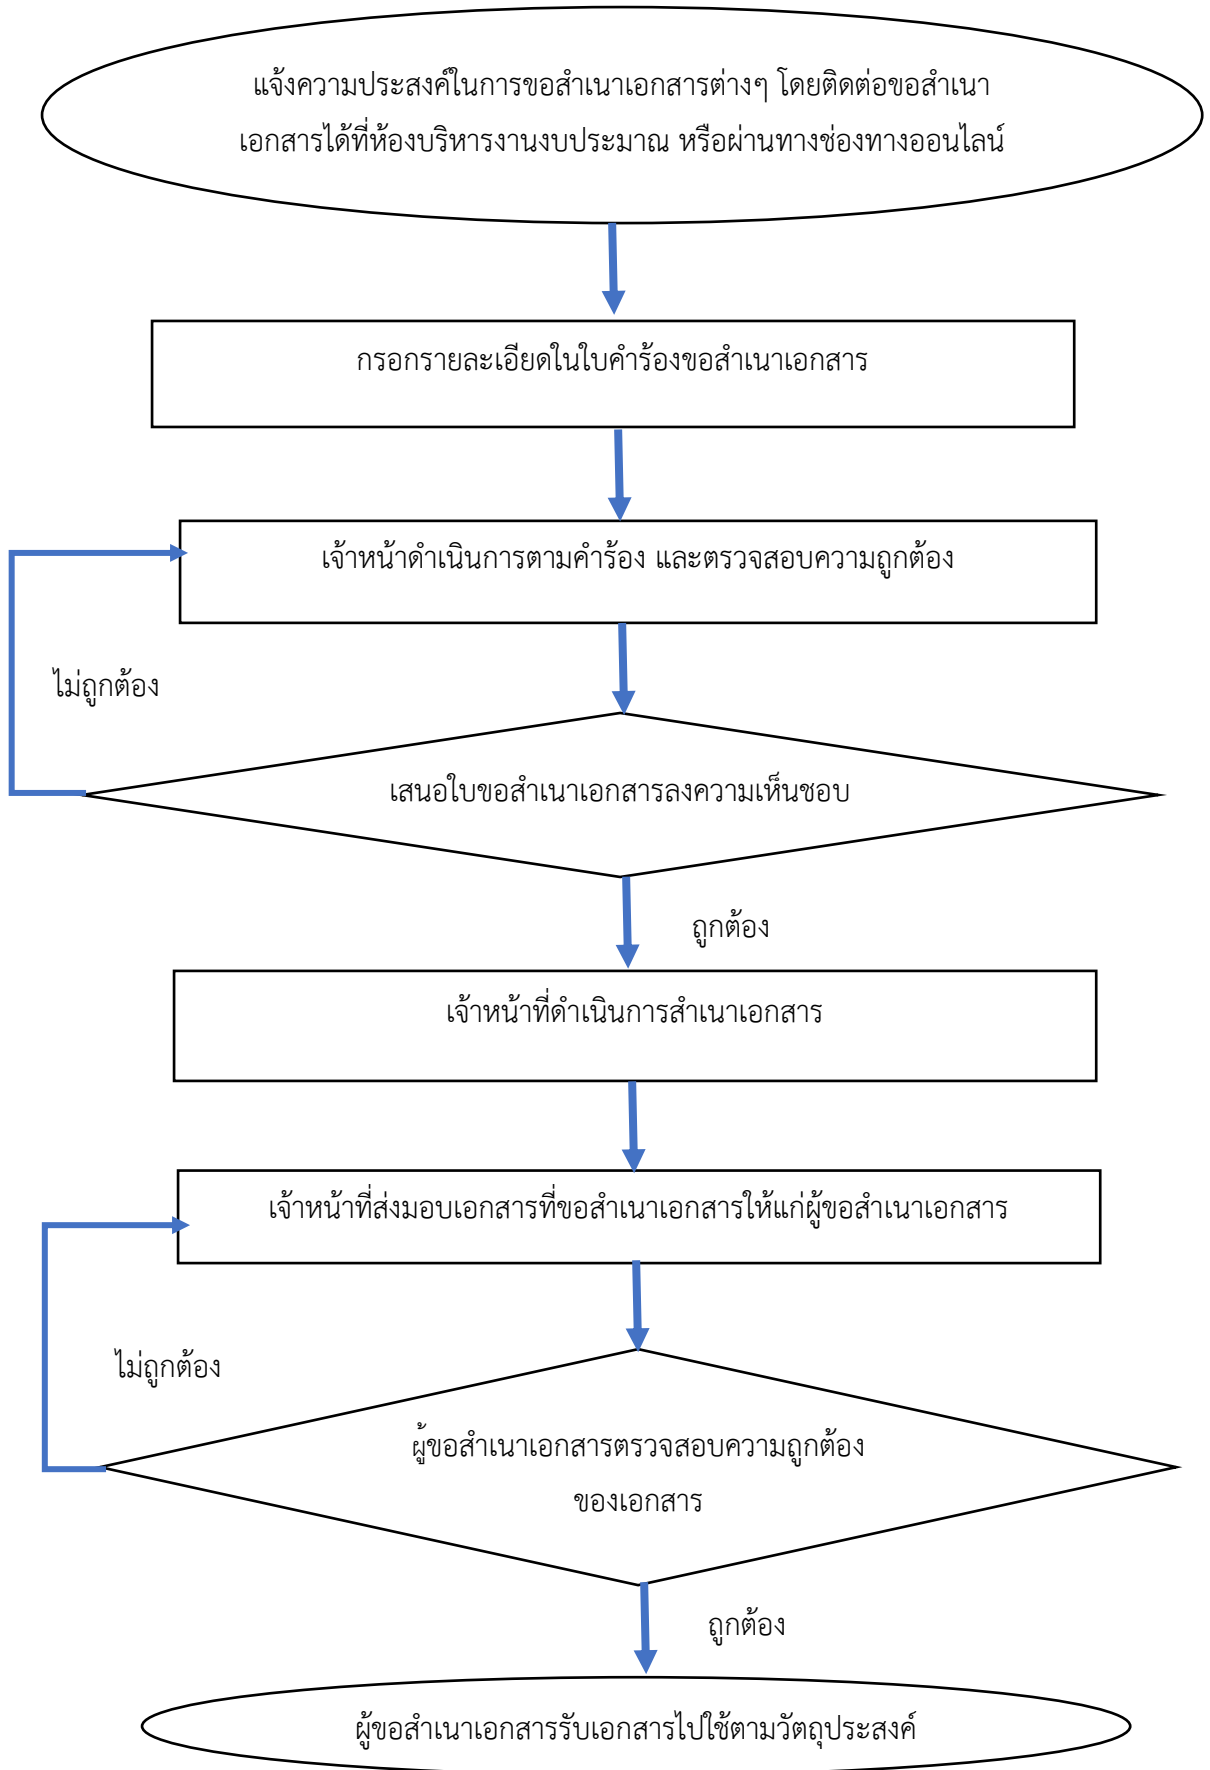 แจ้งความประสงค์ในการขอสำเนาเอกสารต่างๆ โดยติดต่อขอสำเนา
เอกสารได้ที่ห้องบริหารงานงบประมาณ หรือผ่านทางช่องทางออนไลน์
กรอกรายละเอียดในใบคำร้องขอสำเนาเอกสาร
เจ้าหน้าดำเนินการตามคำร้อง และตรวจสอบความถูกต้อง
ไม่ถูกต้อง
เสนอใบขอสำเนาเอกสารลงความเห็นชอบ
ถูกต้อง
เจ้าหน้าที่ดำเนินการสำเนาเอกสาร
เจ้าหน้าที่ส่งมอบเอกสารที่ขอสำเนาเอกสารให้แก่ผู้ขอสำเนาเอกสาร
ไม่ถูกต้อง
ผู้ขอสำเนาเอกสารตรวจสอบความถูกต้อง
ของเอกสาร
ถูกต้อง
ผู้ขอสำเนาเอกสารรับเอกสารไปใช้ตามวัตถุประสงค์